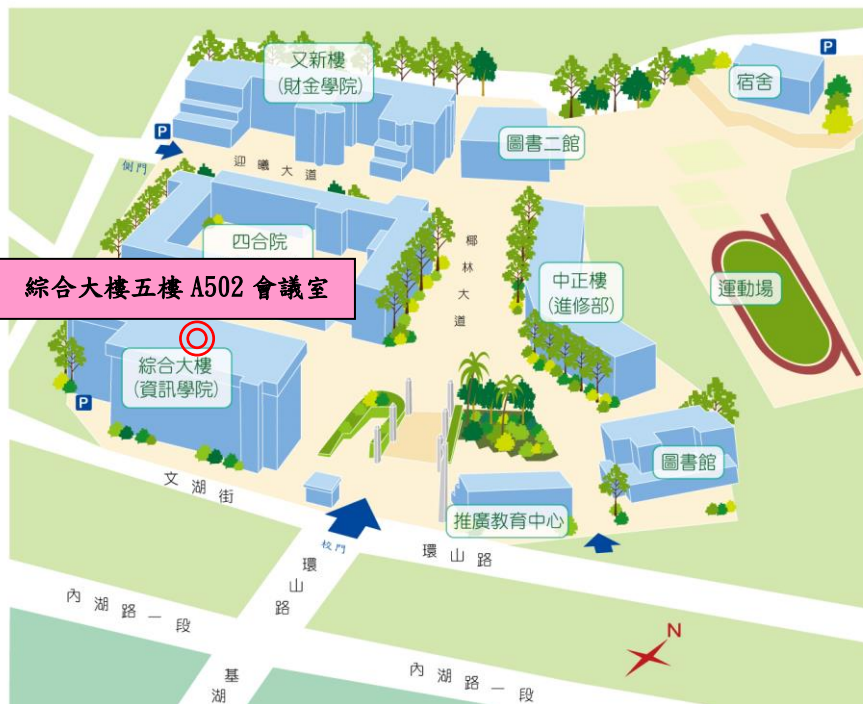 又新樓
(財金學院)
P
宿舍
P
圖書二館
側門
迎曦大道
四合院
椰林大道
中正樓
(進修部)
運動場
綜合大樓五樓 A502 會議室
綜合大樓
(資訊學院)
P
圖書館
文湖街
推廣教育中心
校門
環山路
環山路
內湖路一段
N
內湖路一段
基湖